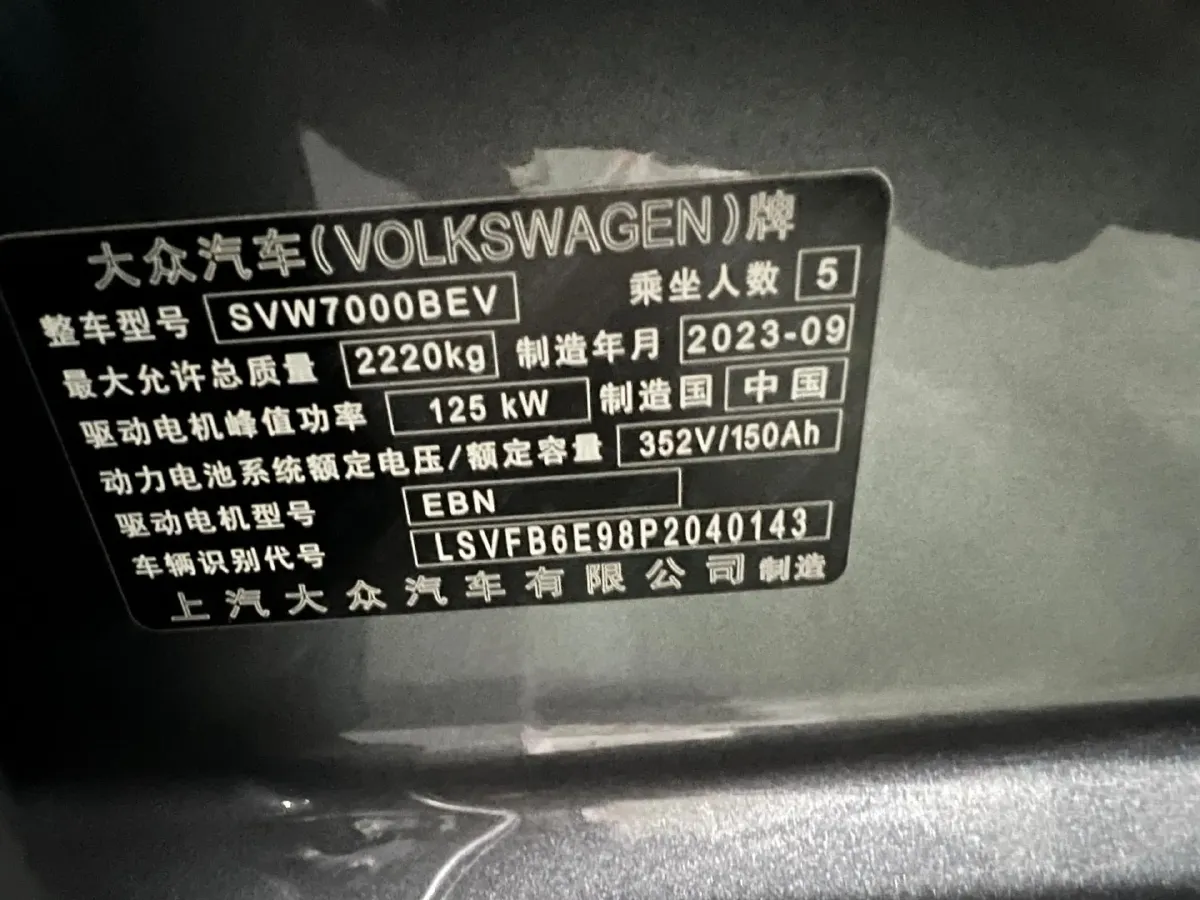 大众汽车(VOLKSWAGEN)牌
整车型号 SVW7000BEV 乘坐人数 5
最大允许总质量 2220kg 制造年月 2023-09
驱动电机峰值功率 125 kW 制造国 中国
动力电池系统额定电压/额定容量 352V/150Ah
驱动电机型号 EBN
车辆识别代号 LSVFB6E98P2040143
上汽大众汽车有限公司制造